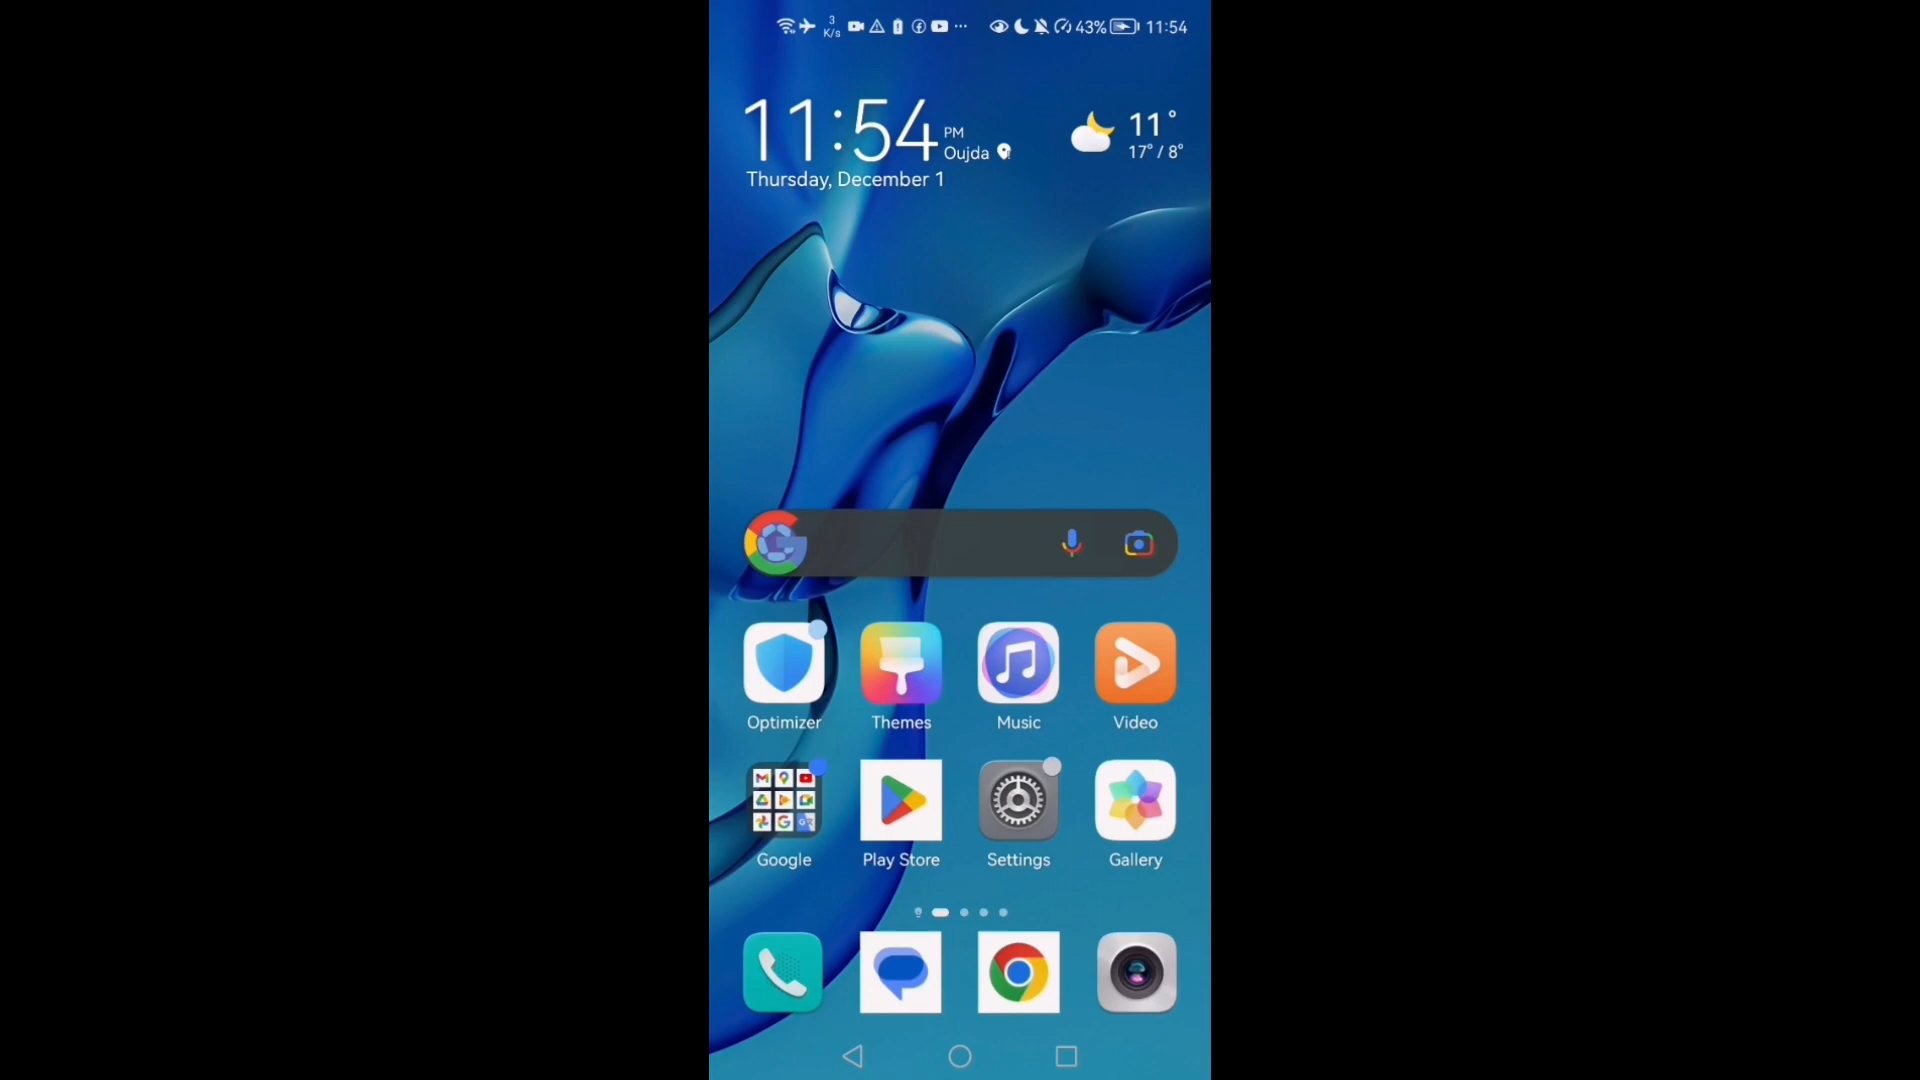 3
K/s
43%
11:54
11:54 PM
Oujda
Thursday, December 1
11°
17° / 8°
Optimizer
Themes
Music
Video
Google
Play Store
Settings
Gallery